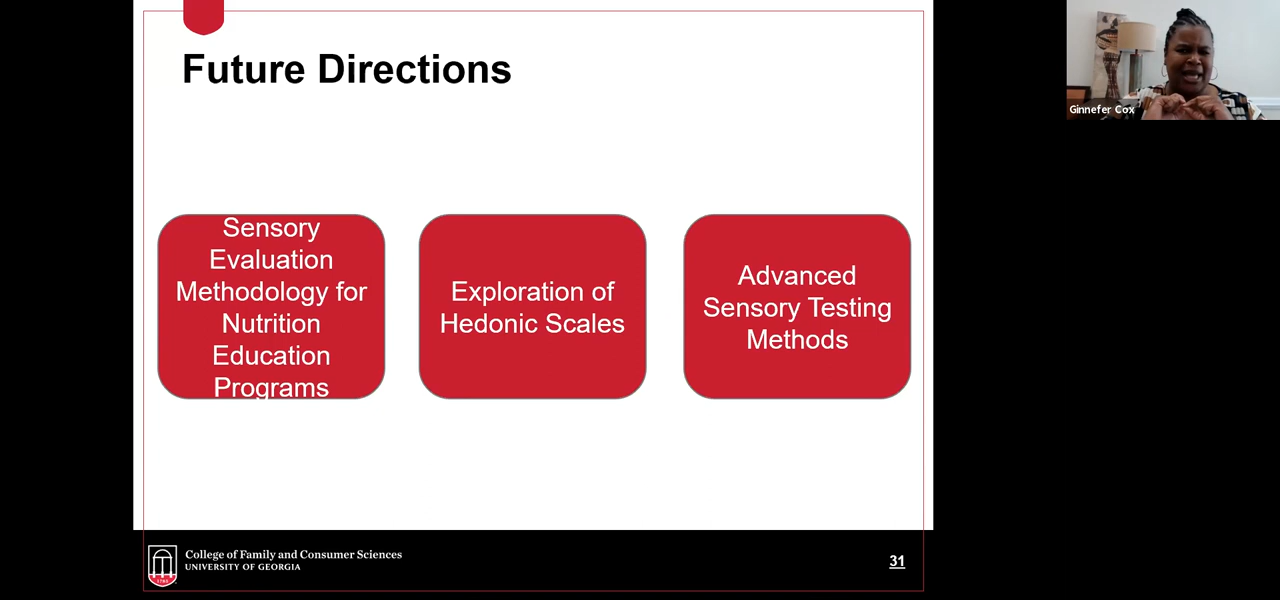 Future Directions
Sensory
Evaluation
Methodology for
Nutrition
Education
Programs
Exploration of
Hedonic Scales
Advanced
Sensory Testing
Methods
Ginnefer Cox
1785
College of Family and Consumer Sciences
UNIVERSITY OF GEORGIA
31